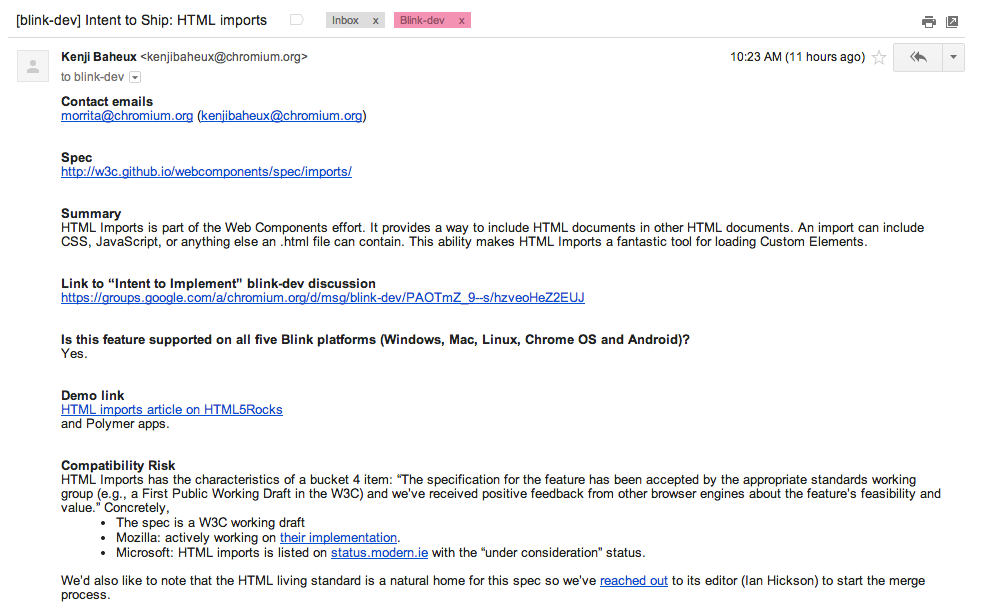 [blink-dev] Intent to Ship: HTML imports
Inbox x
Blink-dev x
Kenji Baheux <kenjibaheux@chromium.org>
10:23 AM (11 hours ago)
to blink-dev
Contact emails
morrita@chromium.org (kenjibaheux@chromium.org)
Spec
http://w3c.github.io/webcomponents/spec/imports/
Summary
HTML Imports is part of the Web Components effort. It provides a way to include HTML documents in other HTML documents. An import can include
CSS, JavaScript, or anything else an .html file can contain. This ability makes HTML Imports a fantastic tool for loading Custom Elements.
Link to “Intent to Implement” blink-dev discussion
https://groups.google.com/a/chromium.org/d/msg/blink-dev/PAOTmZ_9--s/hzveoHeZ2EUJ
Is this feature supported on all five Blink platforms (Windows, Mac, Linux, Chrome OS and Android)?
Yes.
Demo link
HTML imports article on HTML5Rocks
and Polymer apps.
Compatibility Risk
HTML Imports has the characteristics of a bucket 4 item: “The specification for the feature has been accepted by the appropriate standards working
group (e.g., a First Public Working Draft in the W3C) and we’ve received positive feedback from other browser engines about the feature’s feasibility and
value.” Concretely,
• The spec is a W3C working draft
• Mozilla: actively working on their implementation.
• Microsoft: HTML imports is listed on status.modern.ie with the “under consideration” status.
We’d also like to note that the HTML living standard is a natural home for this spec so we’ve reached out to its editor (Ian Hickson) to start the merge
process.